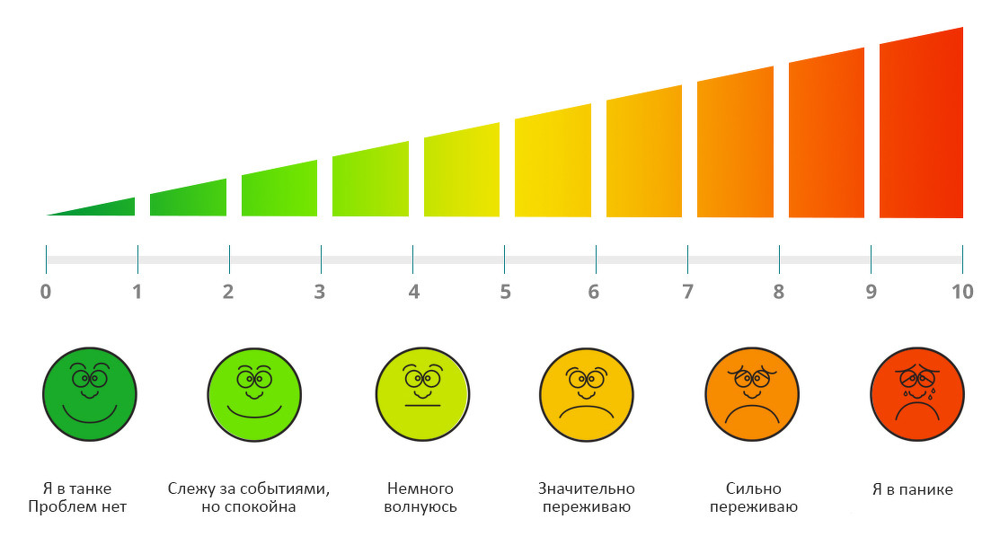 0 1 2 3 4 5 6 7 8 9 10
Я в танке
Проблем нет
Слежу за событиями,
но спокойна
Немного
волнуюсь
Значительно
переживаю
Сильно
переживаю
Я в панике